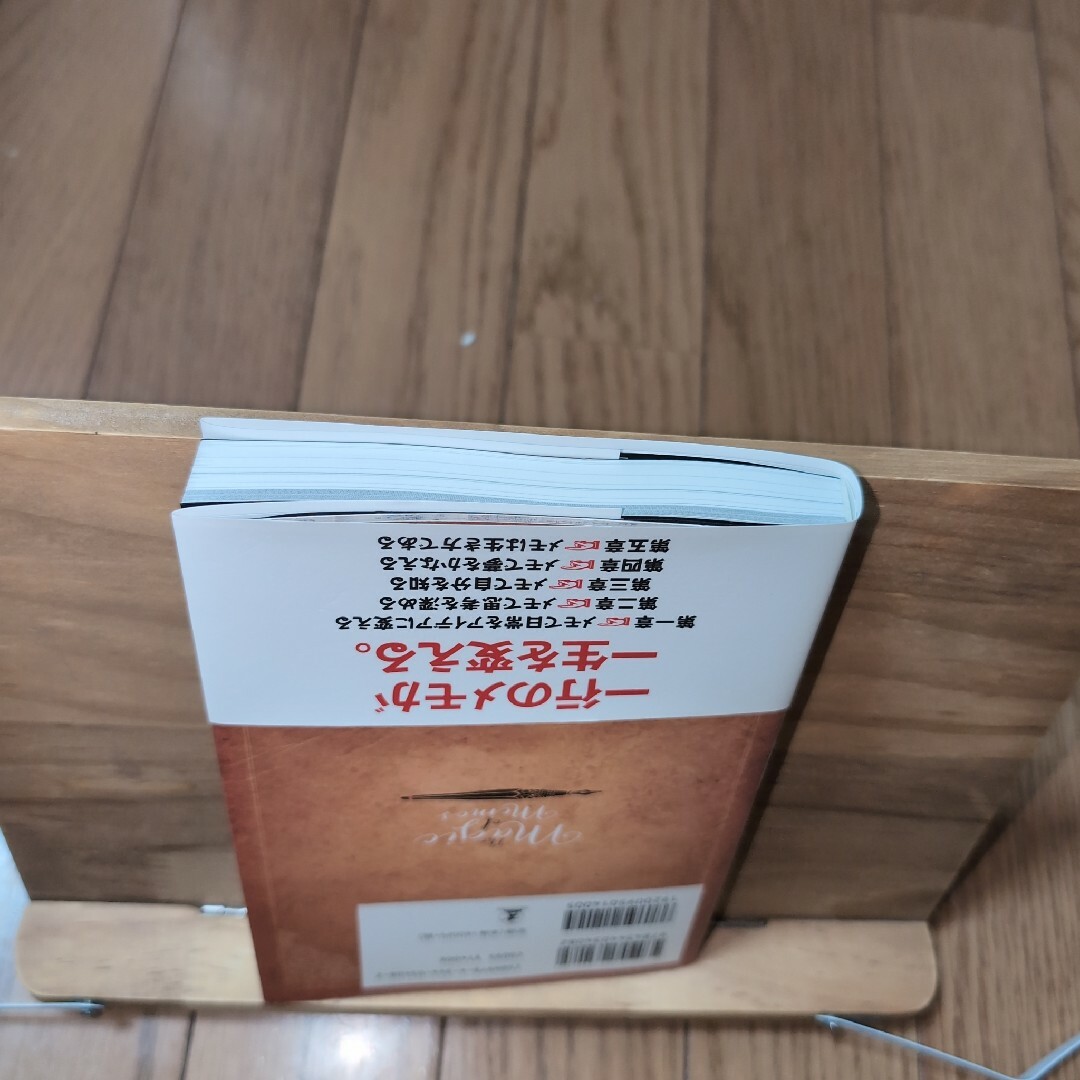 一行のメモが
一生を変える。
第一章 メモで日常をアイデアに変える
第二章 メモで思考を深める
第三章 メモで自分を知る
第四章 メモで夢をかなえる
第五章 メモは生き方である
The
Magic
of
Memos